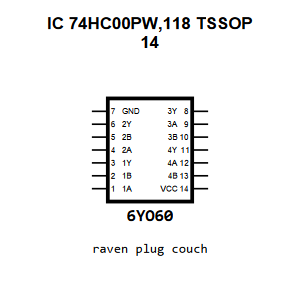 IC 74HC00PW,118 TSSOP
14
7 GND 3Y 8
6 2Y 3A 9
5 2B 3B 10
4 2A 4Y 11
3 1Y 4A 12
2 1B 4B 13
1 1A VCC 14
6Y060
raven plug couch